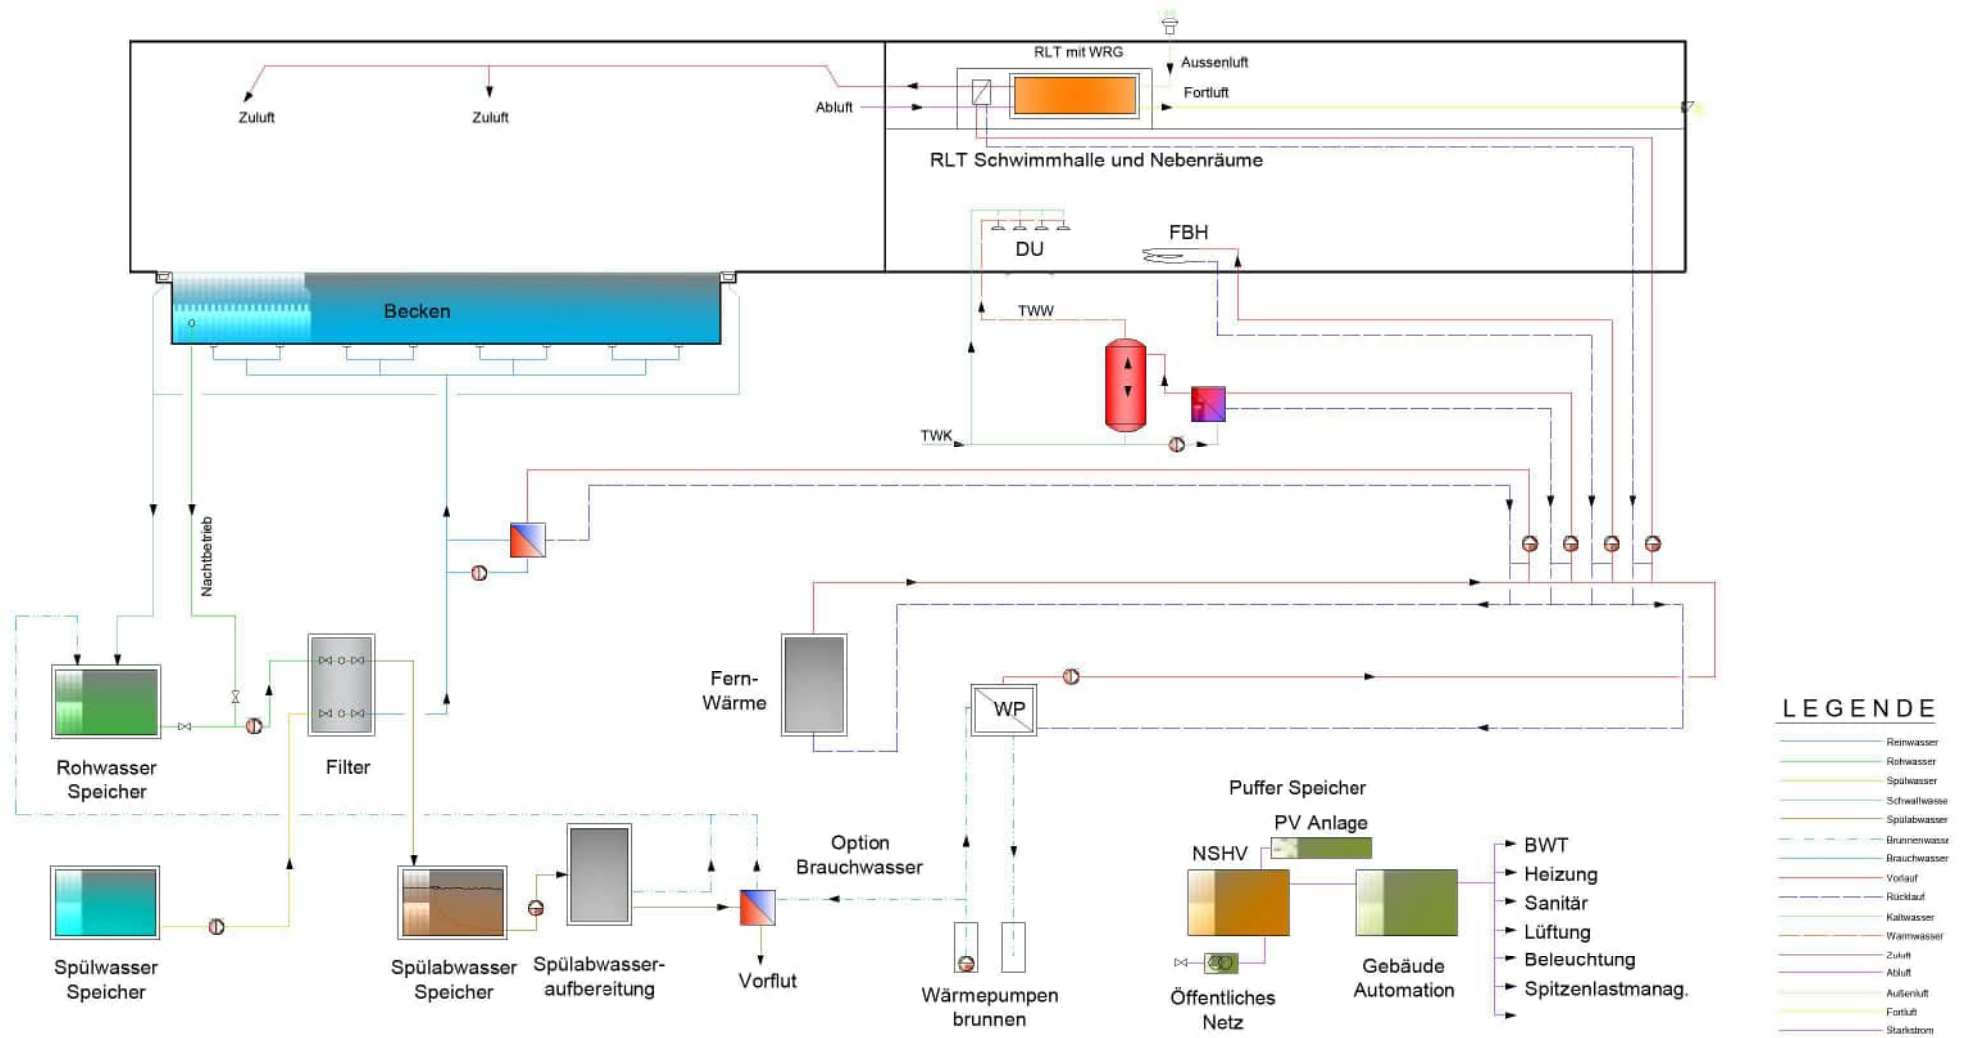 RLT mit WRG
Aussenluft
Fortluft
Abluft
Zuluft
Zuluft
RLT Schwimmhalle und Nebenräume
DU
FBH
Becken
TWW
TWK
Nachtbetrieb
Fern-
Wärme
WP
Rohwasser
Speicher
Filter
Puffer Speicher
PV Anlage
NSHV
Option
Brauchwasser
BWT
Heizung
Sanitär
Lüftung
Beleuchtung
Spitzenlastmanag.
Spülwasser
Speicher
Spülabwasser
Speicher
Spülabwasser-
aufbereitung
Vorflut
Wärmepumpen
brunnen
Öffentliches
Netz
Gebäude
Automation
LEGENDE
Reinwasser
Rohwasser
Spülwasser
Schwallwasse
Spülabwasser
Brunnenwasse
Brauchwasser
Vorlauf
Rücklauf
Kaltwasser
Warmwasser
Zuluft
Abluft
Außenluft
Fortluft
Starkstrom